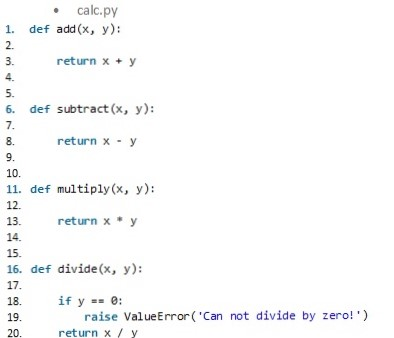 • calc.py
1. def add(x, y):
2.
3. return x + y
4.
5.
6. def subtract(x, y):
7.
8. return x - y
9.
10.
11. def multiply(x, y):
12.
13. return x * y
14.
15.
16. def divide(x, y):
17.
18. if y == 0:
19. raise ValueError('Can not divide by zero!')
20. return x / y